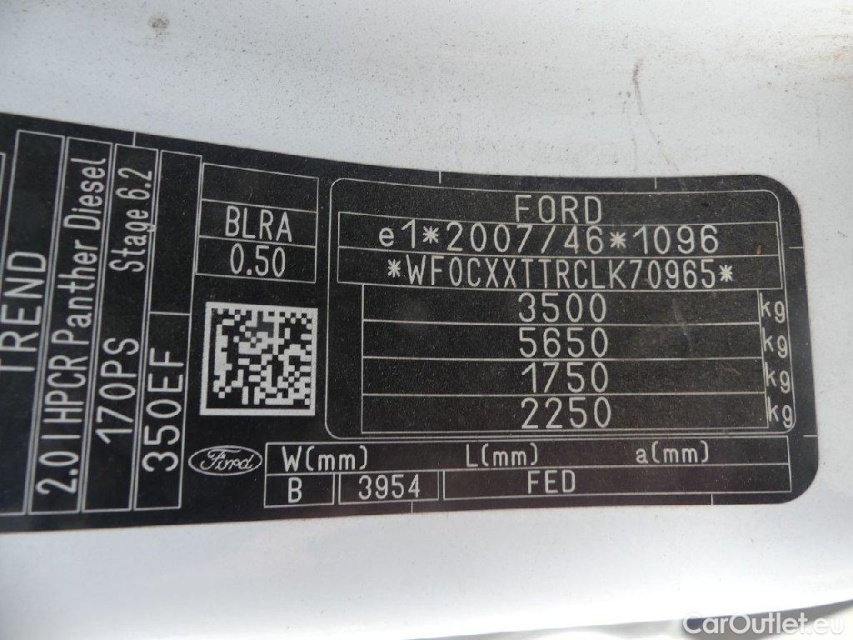 TREND
2.0 l HPCR Panther Diesel
170PS Stage 6.2
350EF
BLRA
0.50
FORD
e1*2007/46*1096
*WF0CXXTTRCLK70965*
3500 kg
5650 kg
1750 kg
2250 kg
Ford
W(mm) L(mm) a(mm)
B 3954 FED
CarOutlet.eu